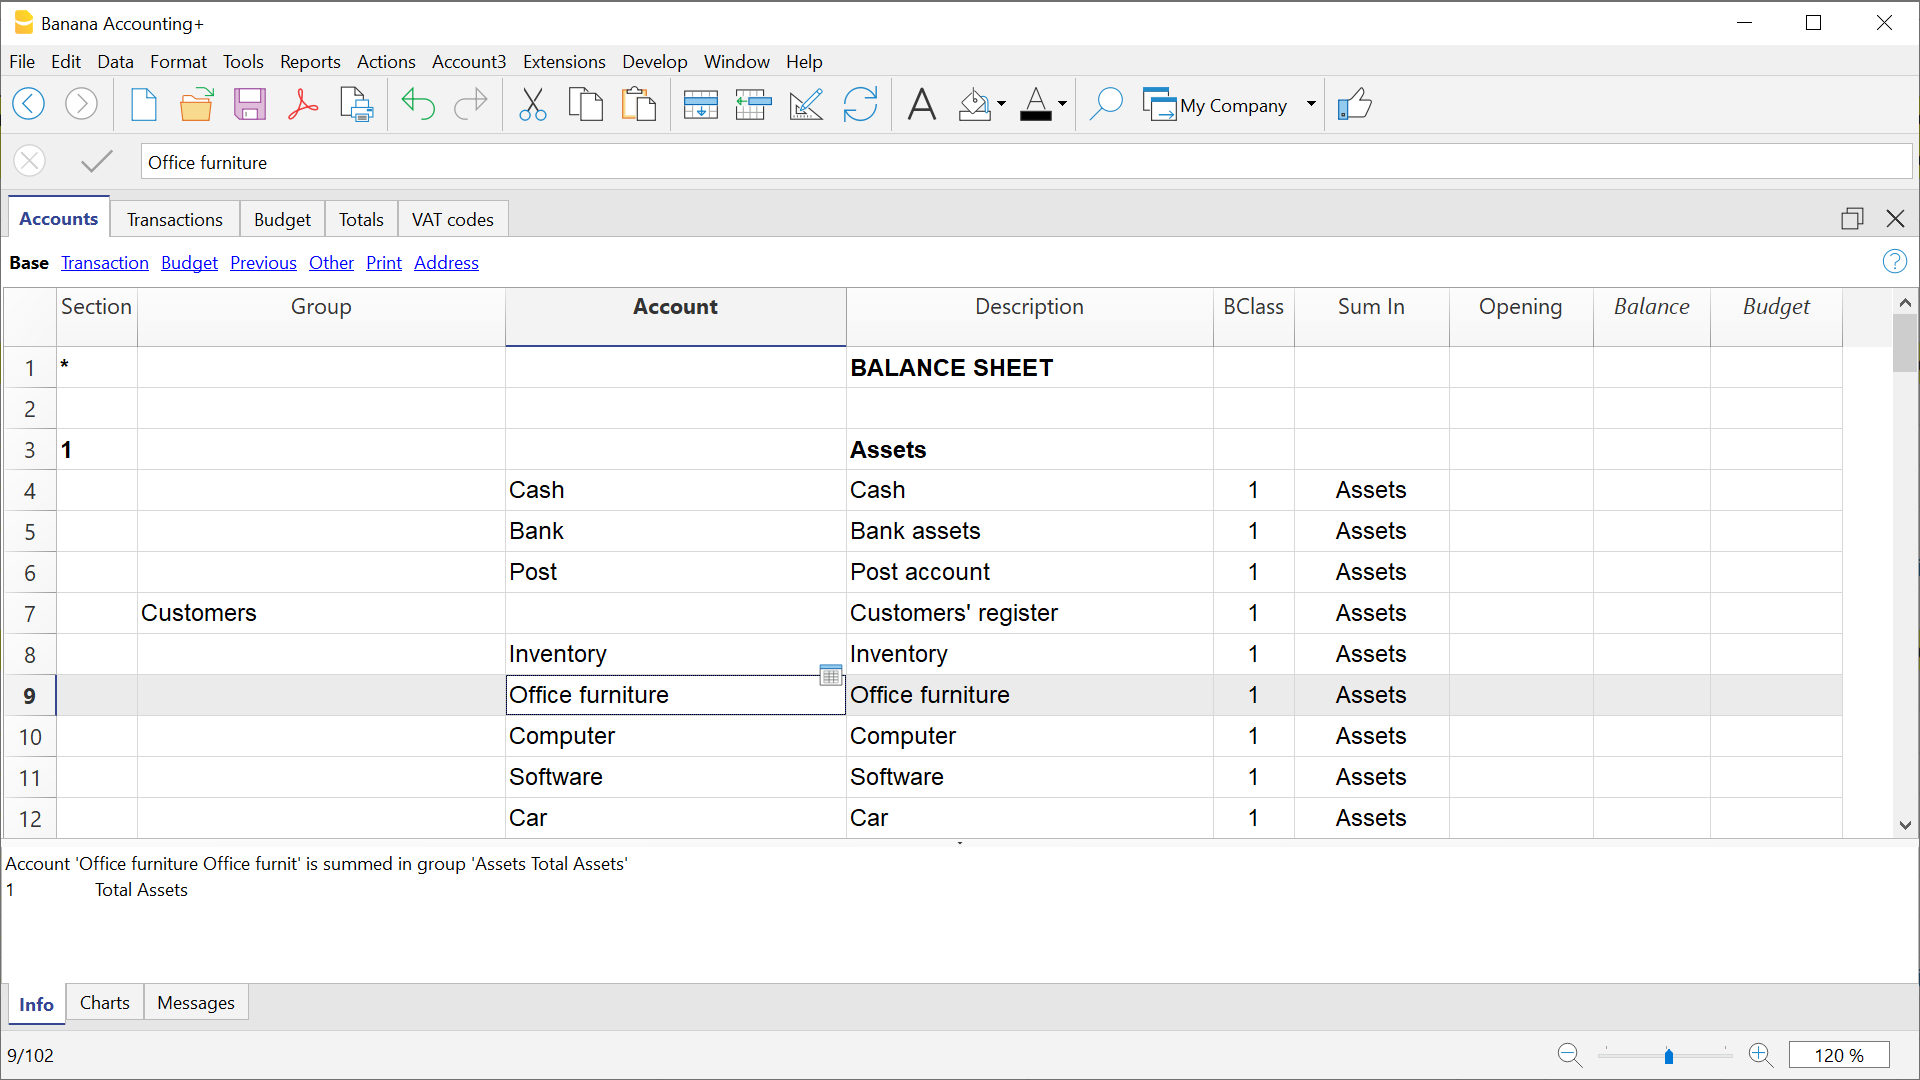 Banana Accounting+
File Edit Data Format Tools Reports Actions Account3 Extensions Develop Window Help
My Company
Office furniture
Accounts Transactions Budget Totals VAT codes
Base Transaction Budget Previous Other Print Address
Section Group Account Description BClass Sum In Opening Balance Budget
1 * BALANCE SHEET
2
3 1 Assets
4 Cash Cash 1 Assets
5 Bank Bank assets 1 Assets
6 Post Post account 1 Assets
7 Customers Customers' register 1 Assets
8 Inventory Inventory 1 Assets
9 Office furniture Office furniture 1 Assets
10 Computer Computer 1 Assets
11 Software Software 1 Assets
12 Car Car 1 Assets
Account 'Office furniture Office furnit' is summed in group 'Assets Total Assets'
1 Total Assets
Info Charts Messages
9/102 120 %